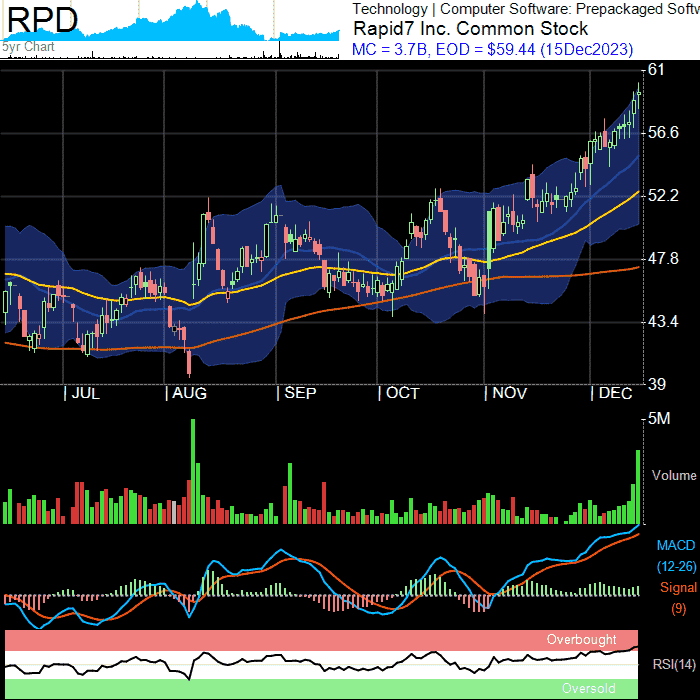 RPD
5yr Chart
Technology | Computer Software: Prepackaged Softw
Rapid7 Inc. Common Stock
MC = 3.7B, EOD = $59.44 (15Dec2023)
61
56.6
52.2
47.8
43.4
39
| JUL | AUG | SEP | OCT | NOV | DEC
5M
Volume
MACD
(12-26)
Signal
(9)
Overbought
RSI(14)
Oversold